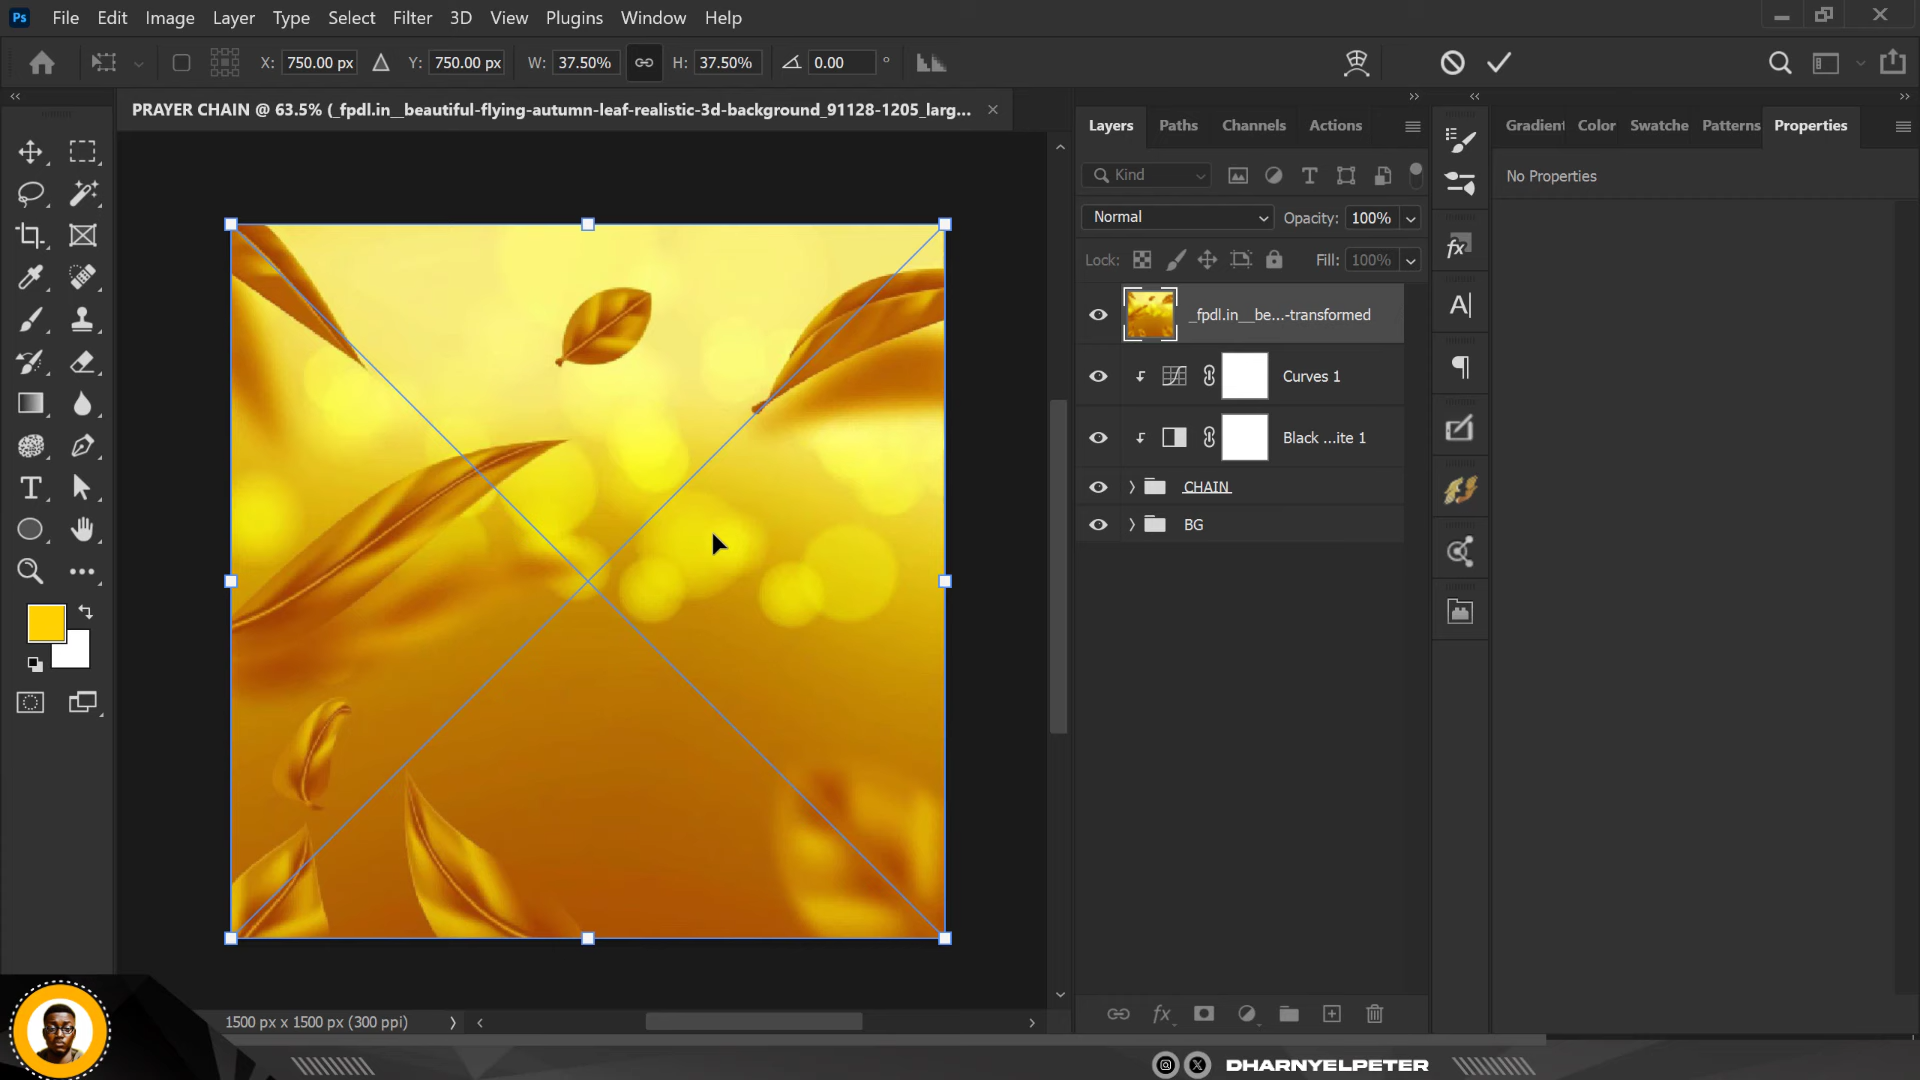 Ps File Edit Image Layer Type Select Filter 3D View Plugins Window Help
X: 750.00 px Y: 750.00 px W: 37.50% H: 37.50% 0.00 °
PRAYER CHAIN @ 63.5% (_fpdl.in__beautiful-flying-autumn-leaf-realistic-3d-background_91128-1205_larg...
Layers Paths Channels Actions
Gradient Color Swatche Patterns Properties
Kind
No Properties
Normal Opacity: 100%
Lock: Fill: 100%
_fpdl.in__be...-transformed
Curves 1
Black ...ite 1
CHAIN
BG
1500 px x 1500 px (300 ppi)
DHARNYELPETER